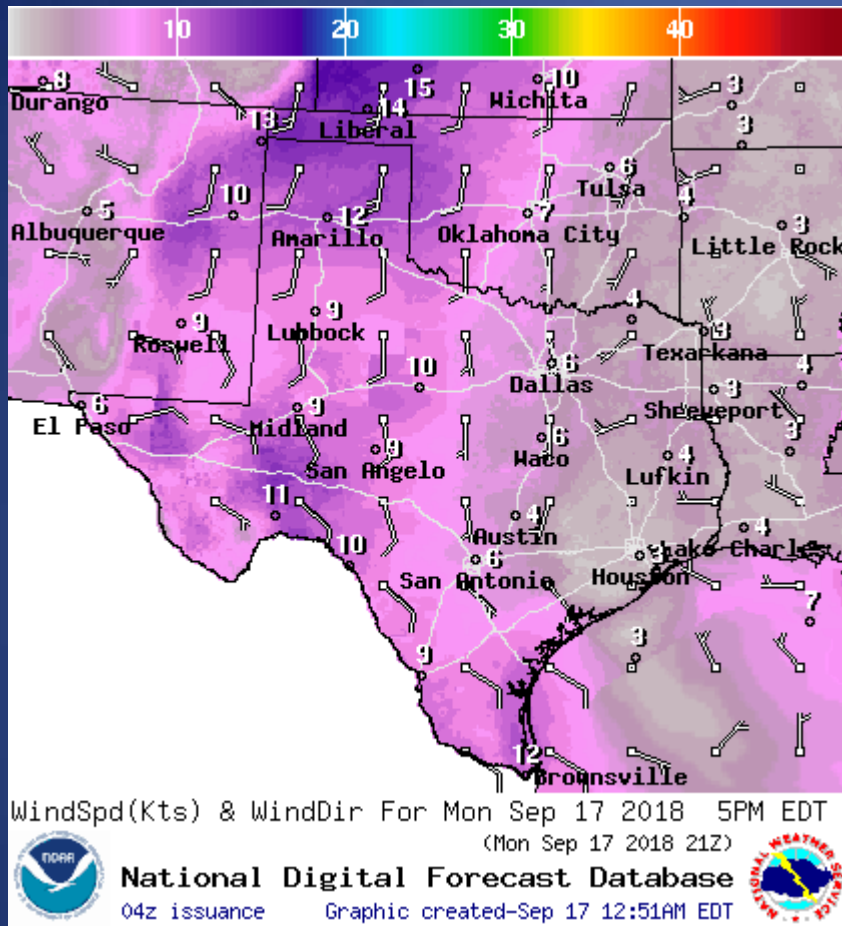 10 20 30 40
8 15 10 3
Durango 14 Wichita
13 Liberal 3
6
Tulsa
5 10 12 7 4 3
Albuquerque Amarillo Oklahoma City Little Rock
9 9 4
Roswell Lubbock 3
Texarkana
6 4
10 Dallas 3
6 9 Shreveport
El Paso Midland 6 3
9 Waco 4
San Angelo Lufkin
11 4 4
Austin
10 6 3 Lake Charles
San Antonio Houston
7
9 3
12
Brownsville
WindSpd(Kts) & WindDir For Mon Sep 17 2018 5PM EDT
(Mon Sep 17 2018 21Z)
NOAA
National Digital Forecast Database
04z issuance Graphic created-Sep 17 12:51AM EDT
NATIONAL WEATHER SERVICE